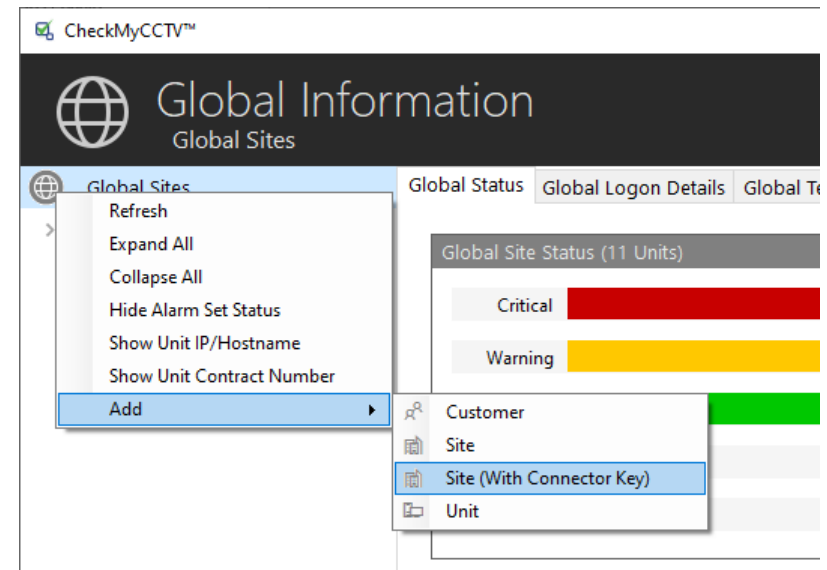 CheckMyCCTV™
Global Information
Global Sites
Global Sites
Refresh
Expand All
Collapse All
Hide Alarm Set Status
Show Unit IP/Hostname
Show Unit Contract Number
Add
Customer
Site
Site (With Connector Key)
Unit
Global Status Global Logon Details Global Te
Global Site Status (11 Units)
Critical
Warning